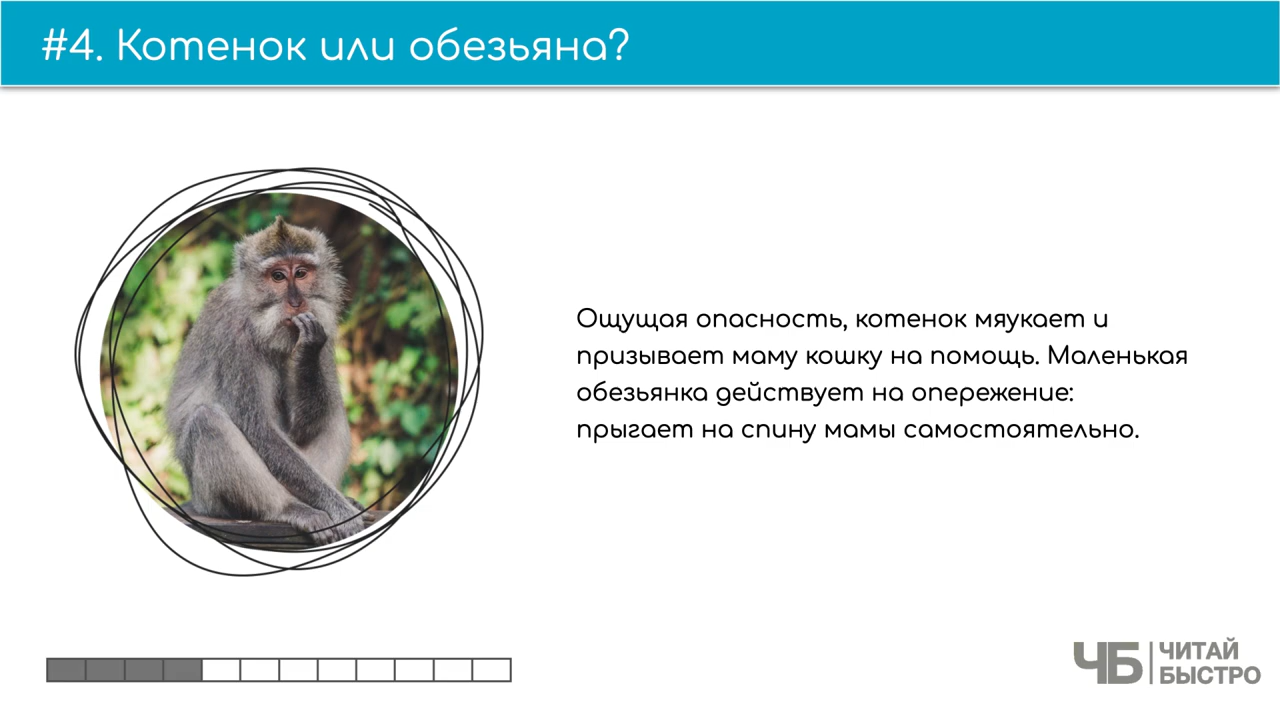 #4. Котенок или обезьяна?
Ощущая опасность, котенок мяукает и
призывает маму кошку на помощь. Маленькая
обезьянка действует на опережение:
прыгает на спину мамы самостоятельно.
ЧБ ЧИТАЙ
БЫСТРО